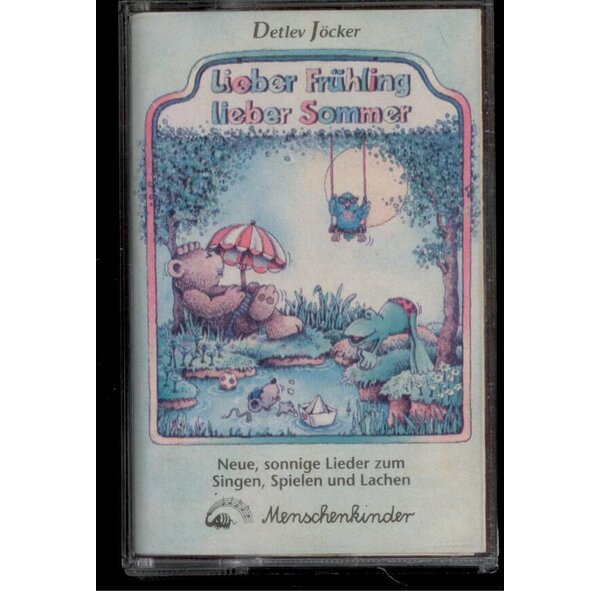 Detlev Jöcker
Lieber Frühling
lieber Sommer
Neue, sonnige Lieder zum
Singen, Spielen und Lachen
Menschenkinder